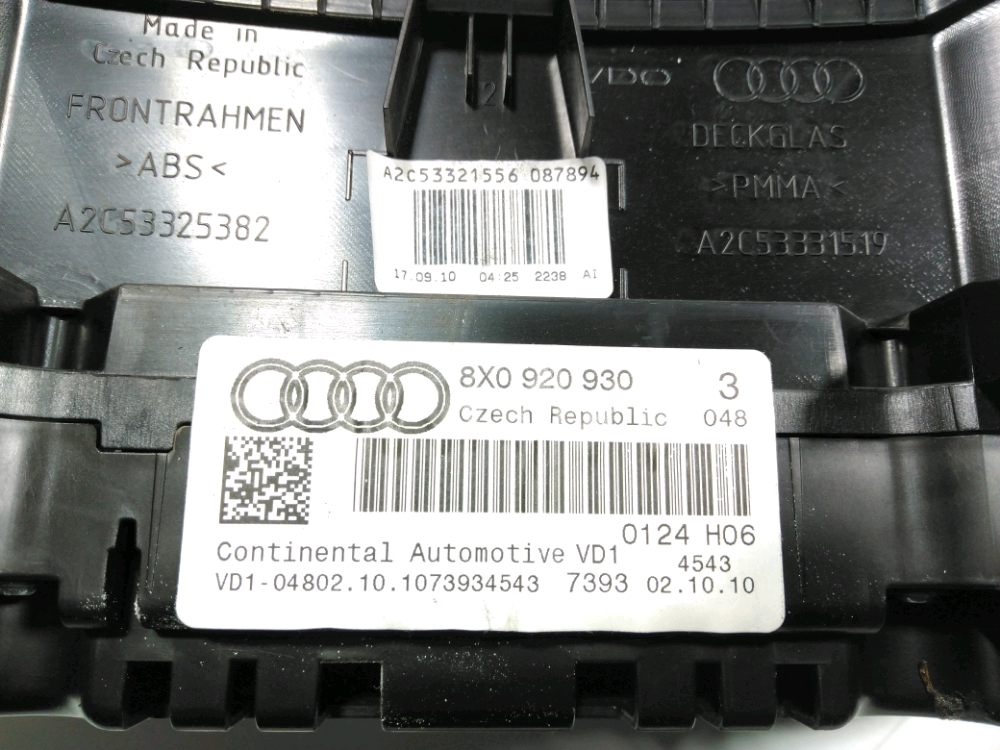 Made in
Czech Republic
FRONTRAHMEN
>ABS<
A2C53325382
2
VDO
DECKGLAS
>PMMA<
A2C53331519
A2C53321556 087894
17.09.10 04:25 2238 AI
8X0 920 930 3
Czech Republic 048
0124 H06
Continental Automotive VD1 4543
VD1-04802.10.1073934543 7393 02.10.10